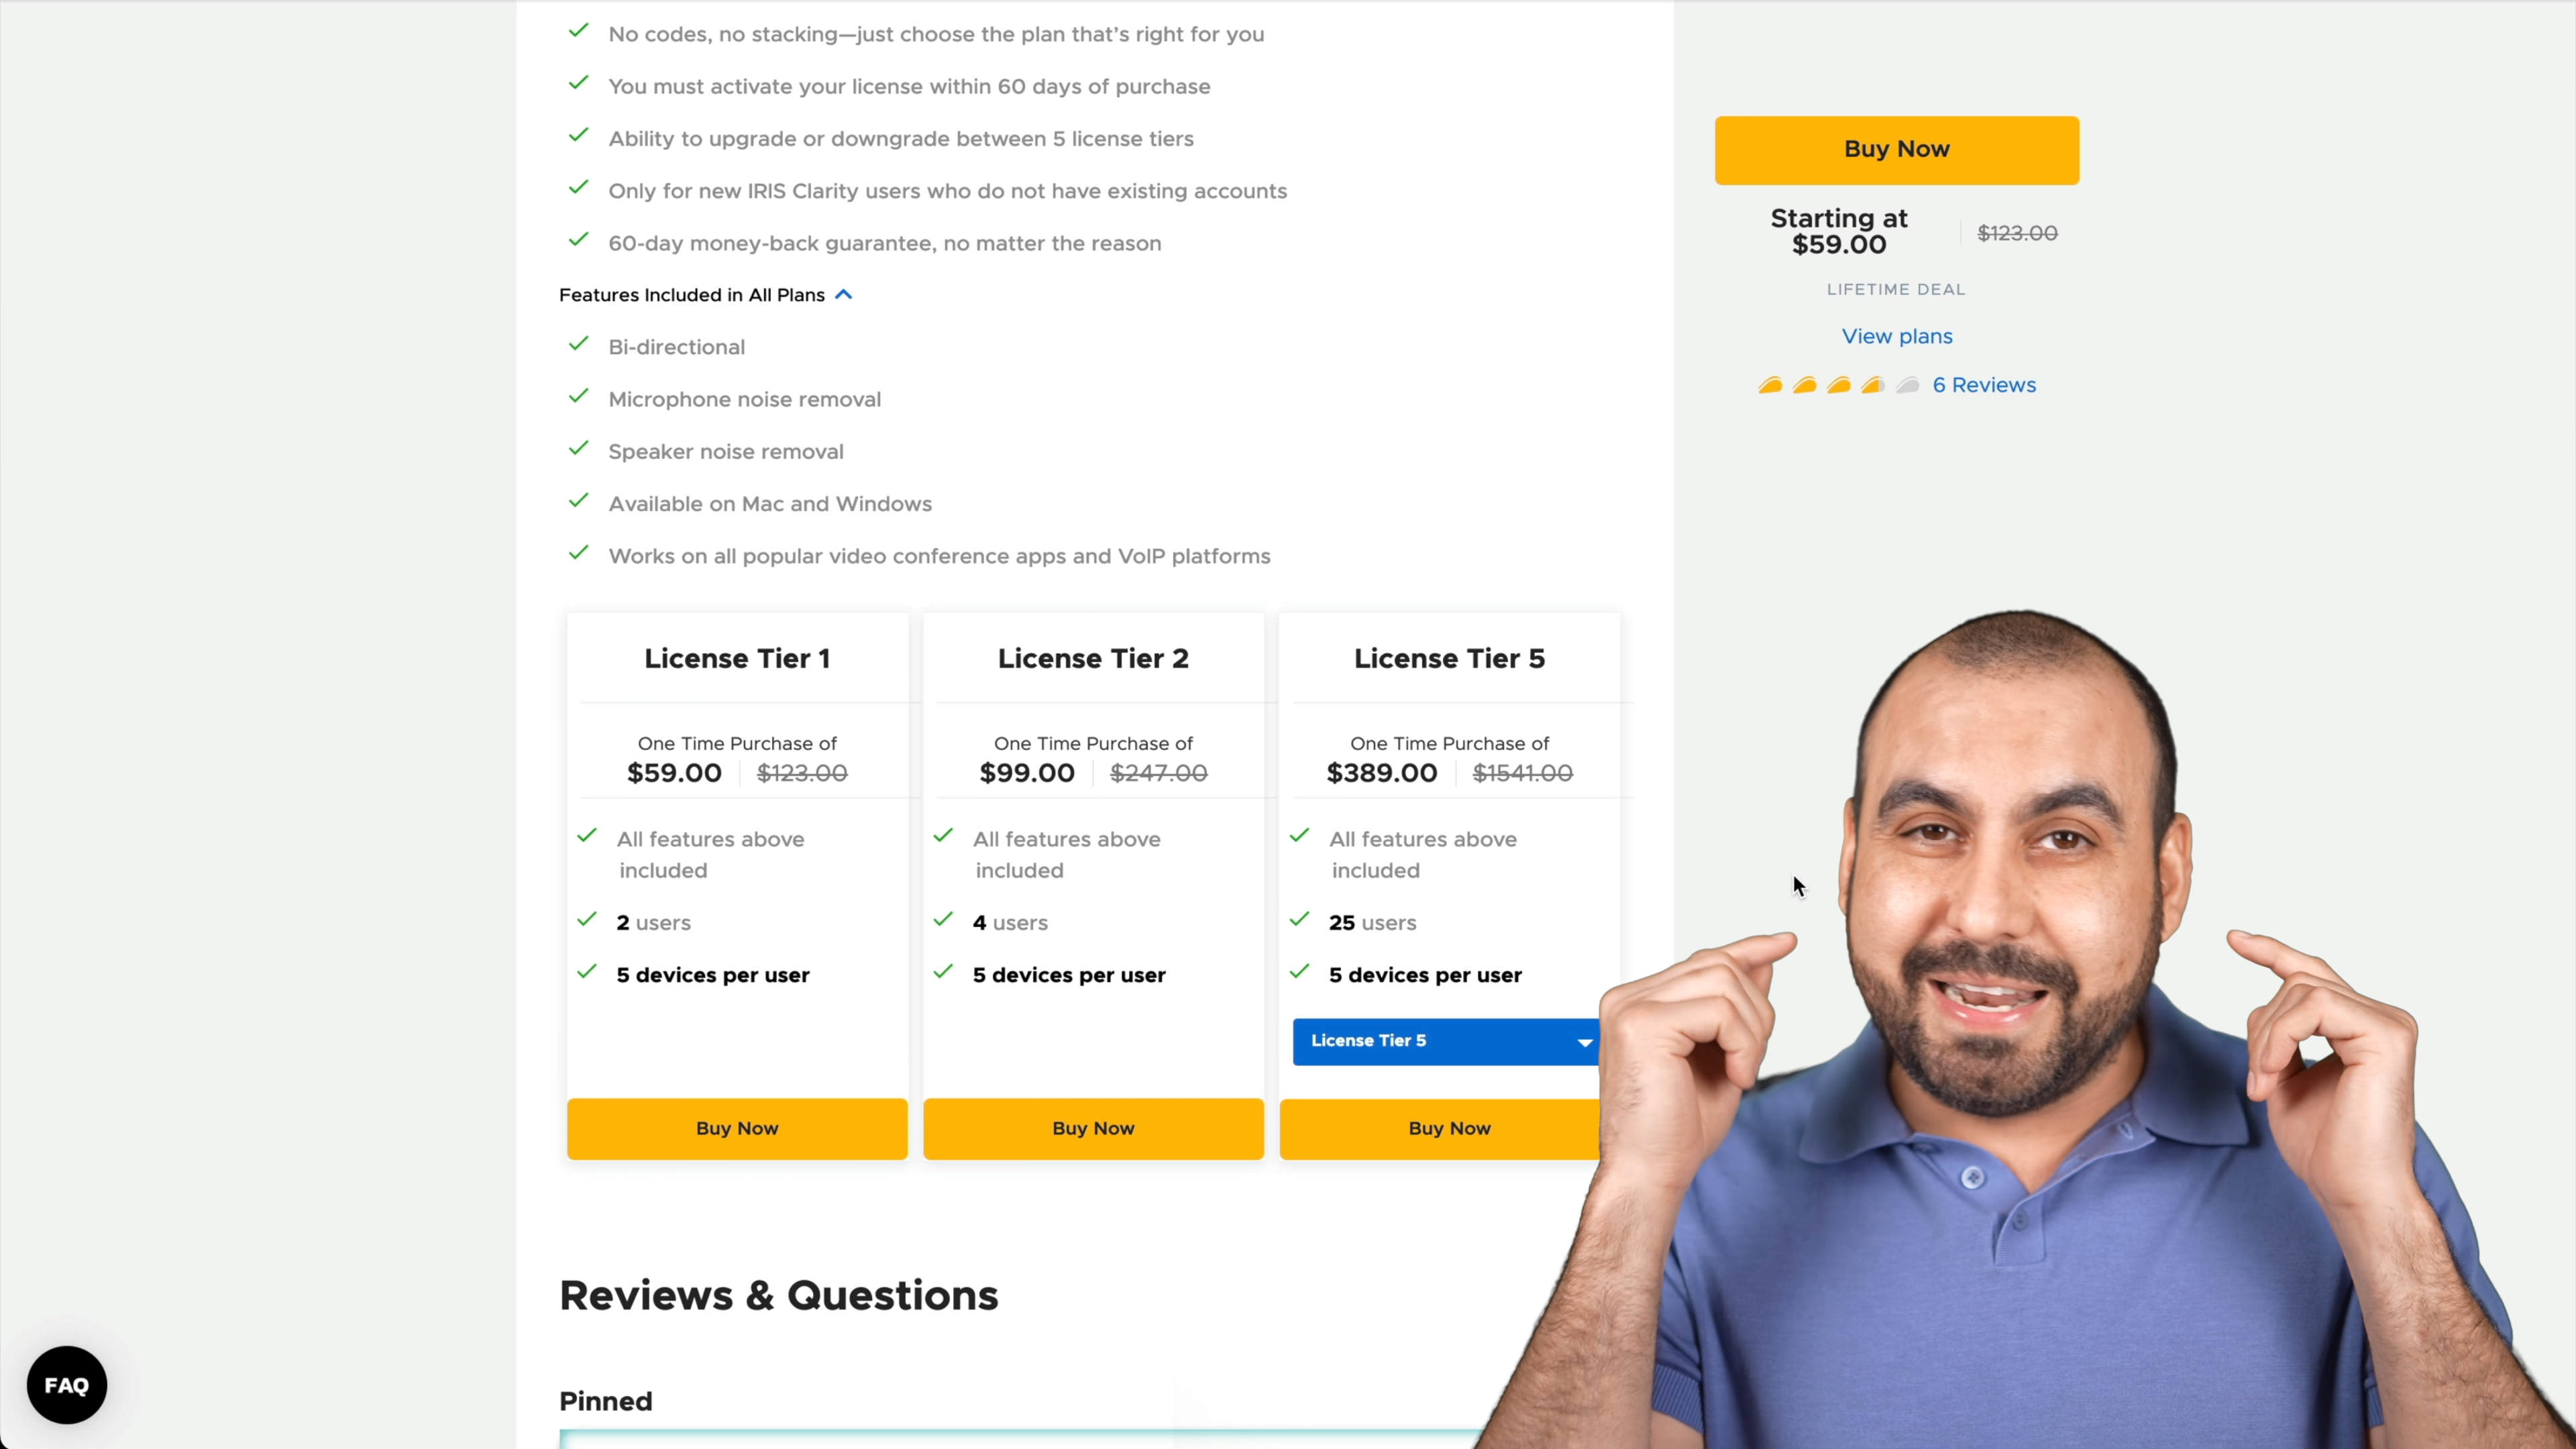 No codes, no stacking—just choose the plan that's right for you
You must activate your license within 60 days of purchase
Ability to upgrade or downgrade between 5 license tiers
Only for new IRIS Clarity users who do not have existing accounts
60-day money-back guarantee, no matter the reason
Features Included in All Plans
Bi-directional
Microphone noise removal
Speaker noise removal
Available on Mac and Windows
Works on all popular video conference apps and VoIP platforms
License Tier 1
One Time Purchase of
$59.00 $123.00
All features above
included
2 users
5 devices per user
Buy Now
License Tier 2
One Time Purchase of
$99.00 $247.00
All features above
included
4 users
5 devices per user
Buy Now
License Tier 5
One Time Purchase of
$389.00 $1541.00
All features above
included
25 users
5 devices per user
License Tier 5
Buy Now
Buy Now
Starting at
$59.00
$123.00
LIFETIME DEAL
View plans
6 Reviews
Reviews & Questions
Pinned
FAQ